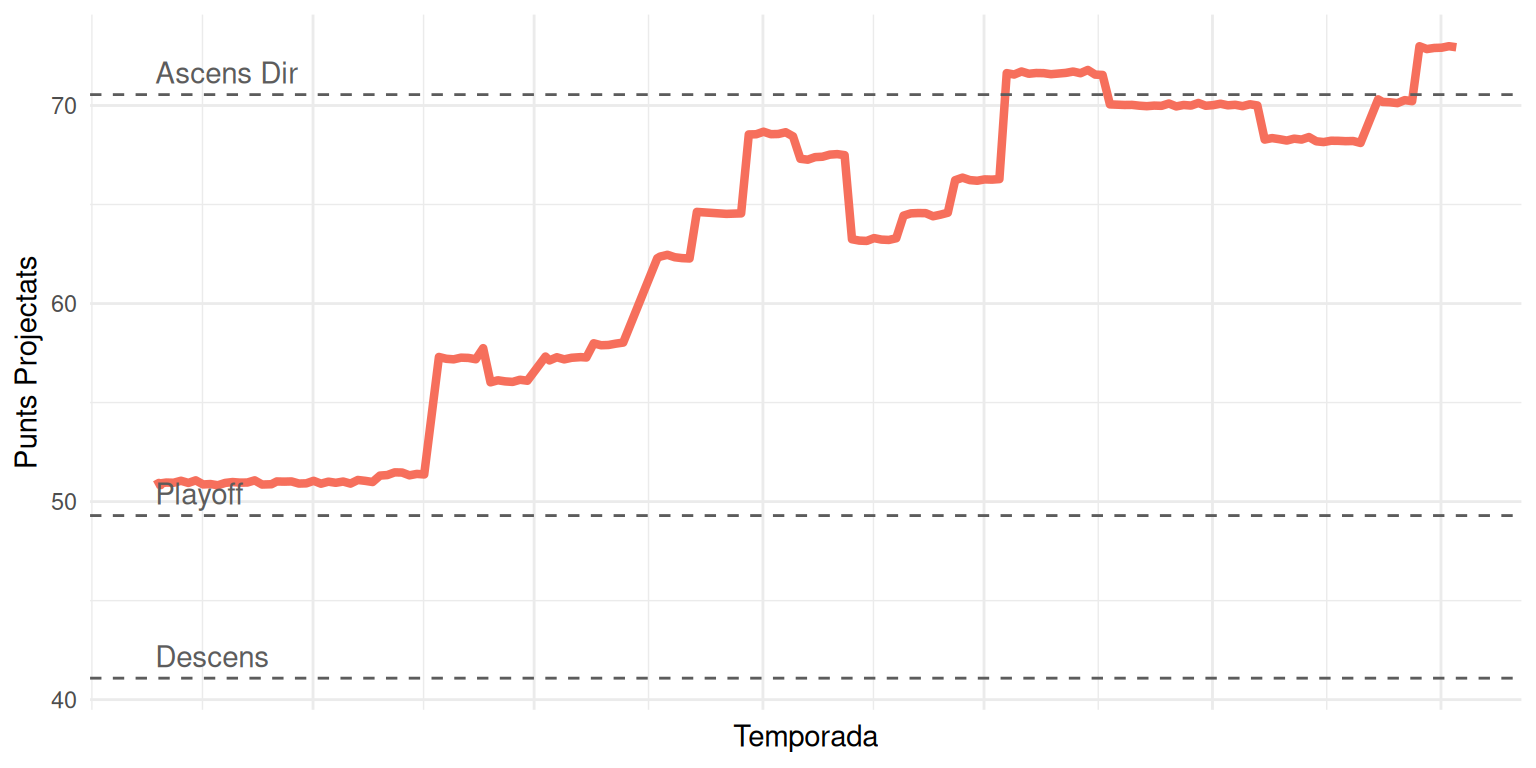 Ascens Dir
70
Punts Projectats
60
Playoff
50
Descens
40
Temporada